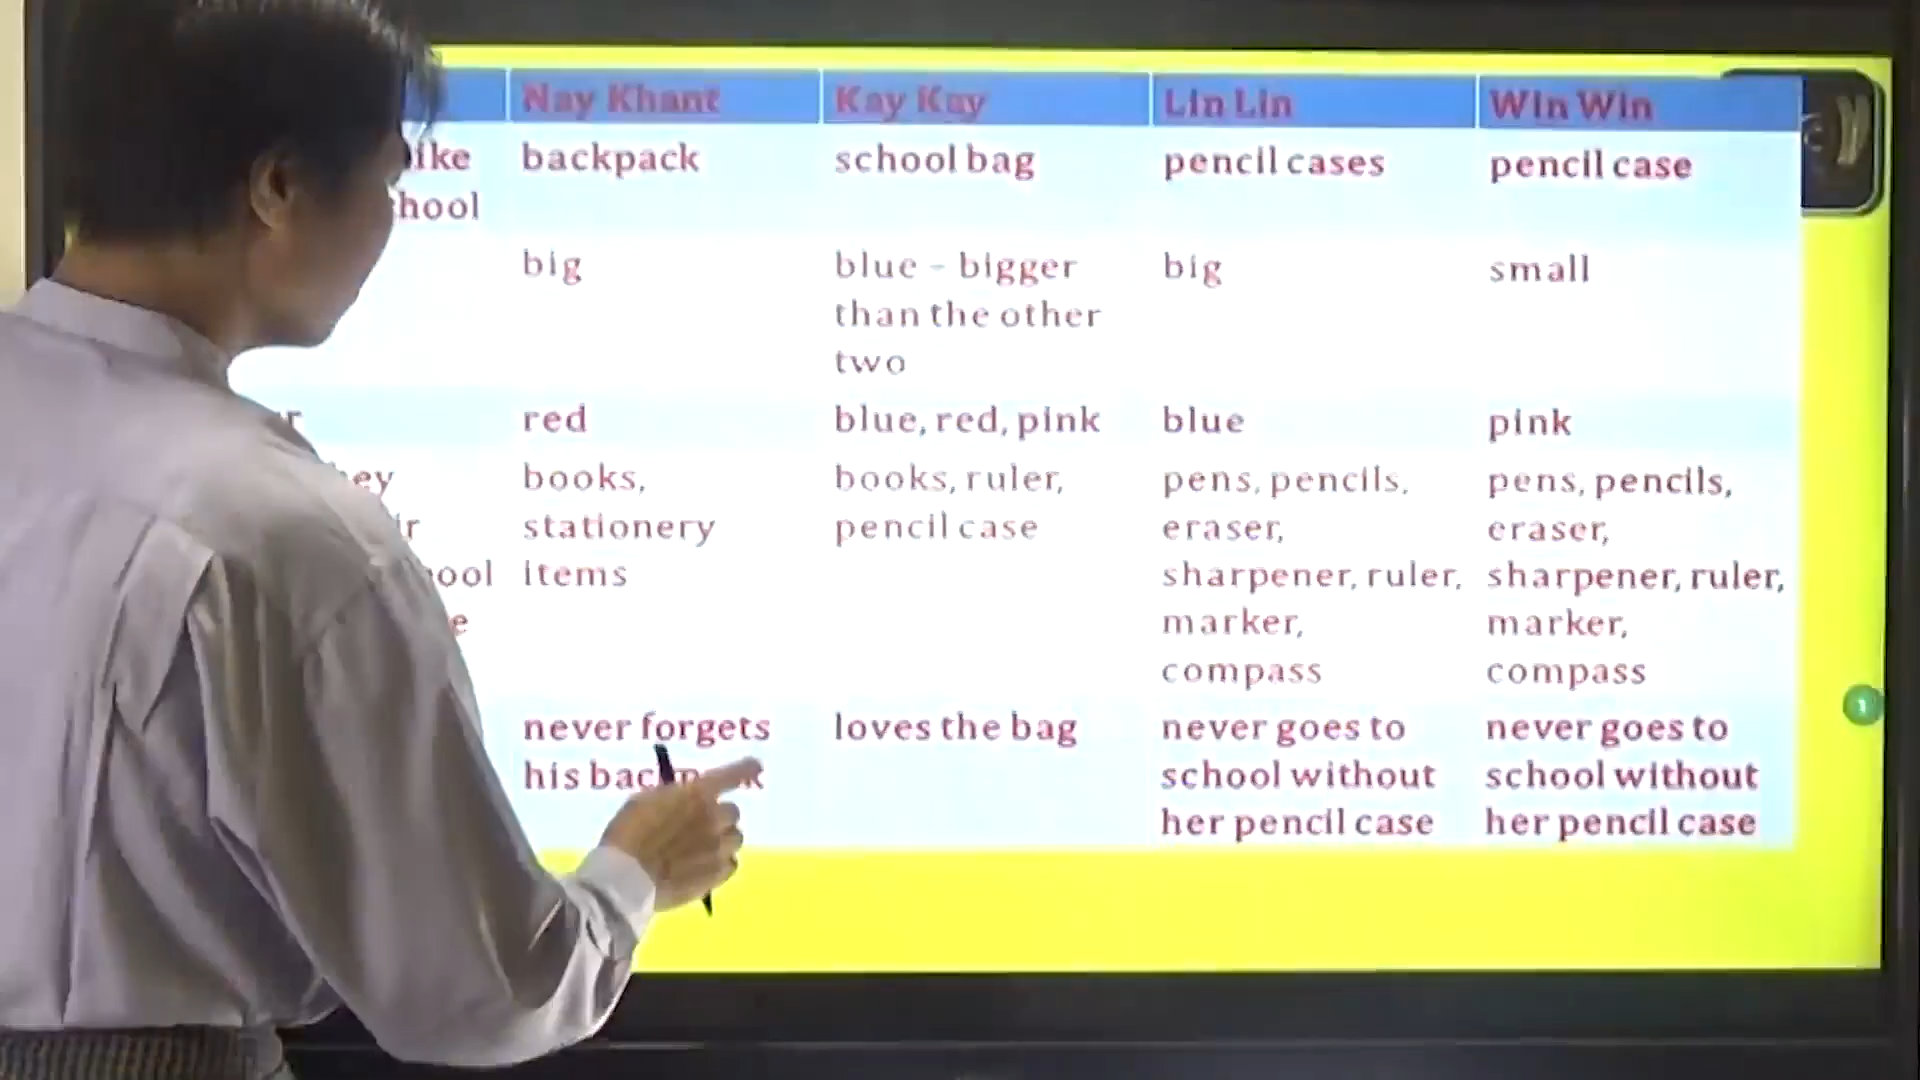 Nay Khant Kay Kay Lin Lin Win Win
backpack school bag pencil cases pencil case
big blue - bigger big small
than the other
two
red blue, red, pink blue pink
books, books, ruler, pens, pencils, pens, pencils,
stationery pencil case eraser, eraser,
items sharpener, ruler, sharpener, ruler,
marker, marker,
compass compass
never forgets loves the bag never goes to never goes to
his school without school without
her pencil case her pencil case